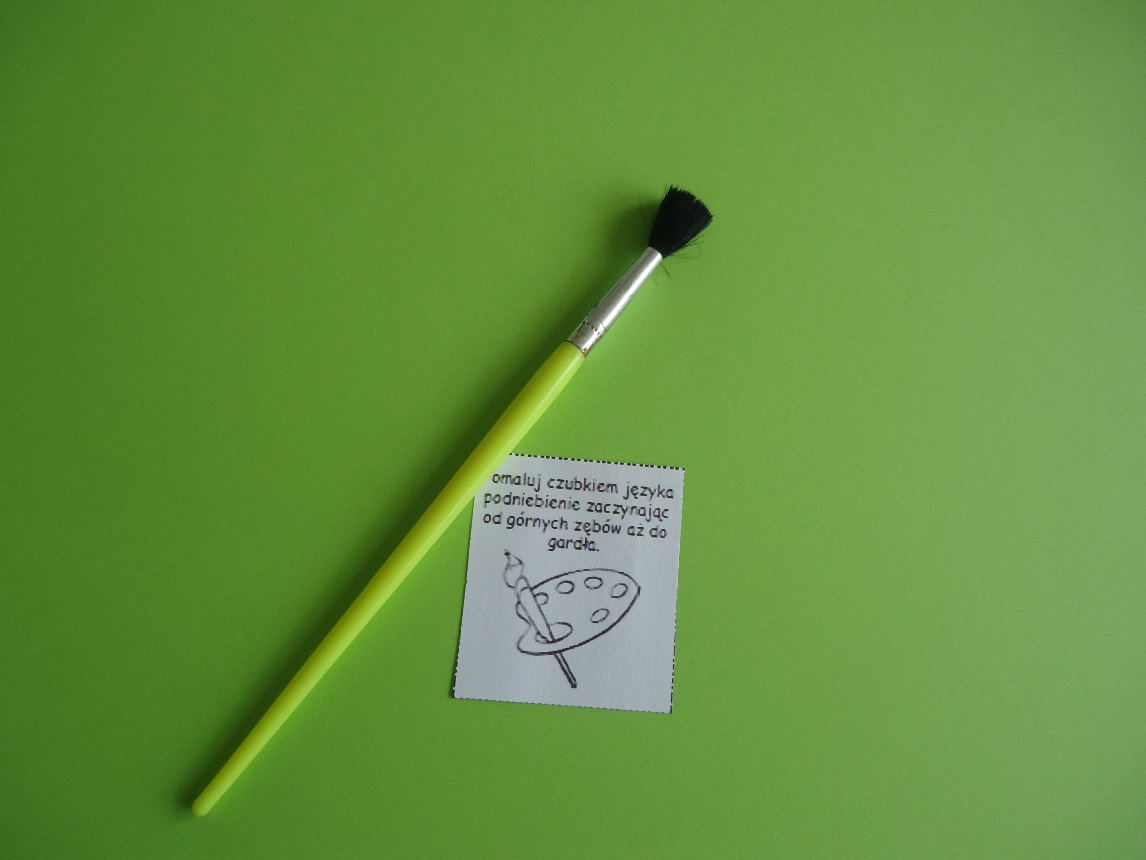 omaluj czubkiem języka
podniebienie zaczynając
od górnych zębów aż do
gardła.